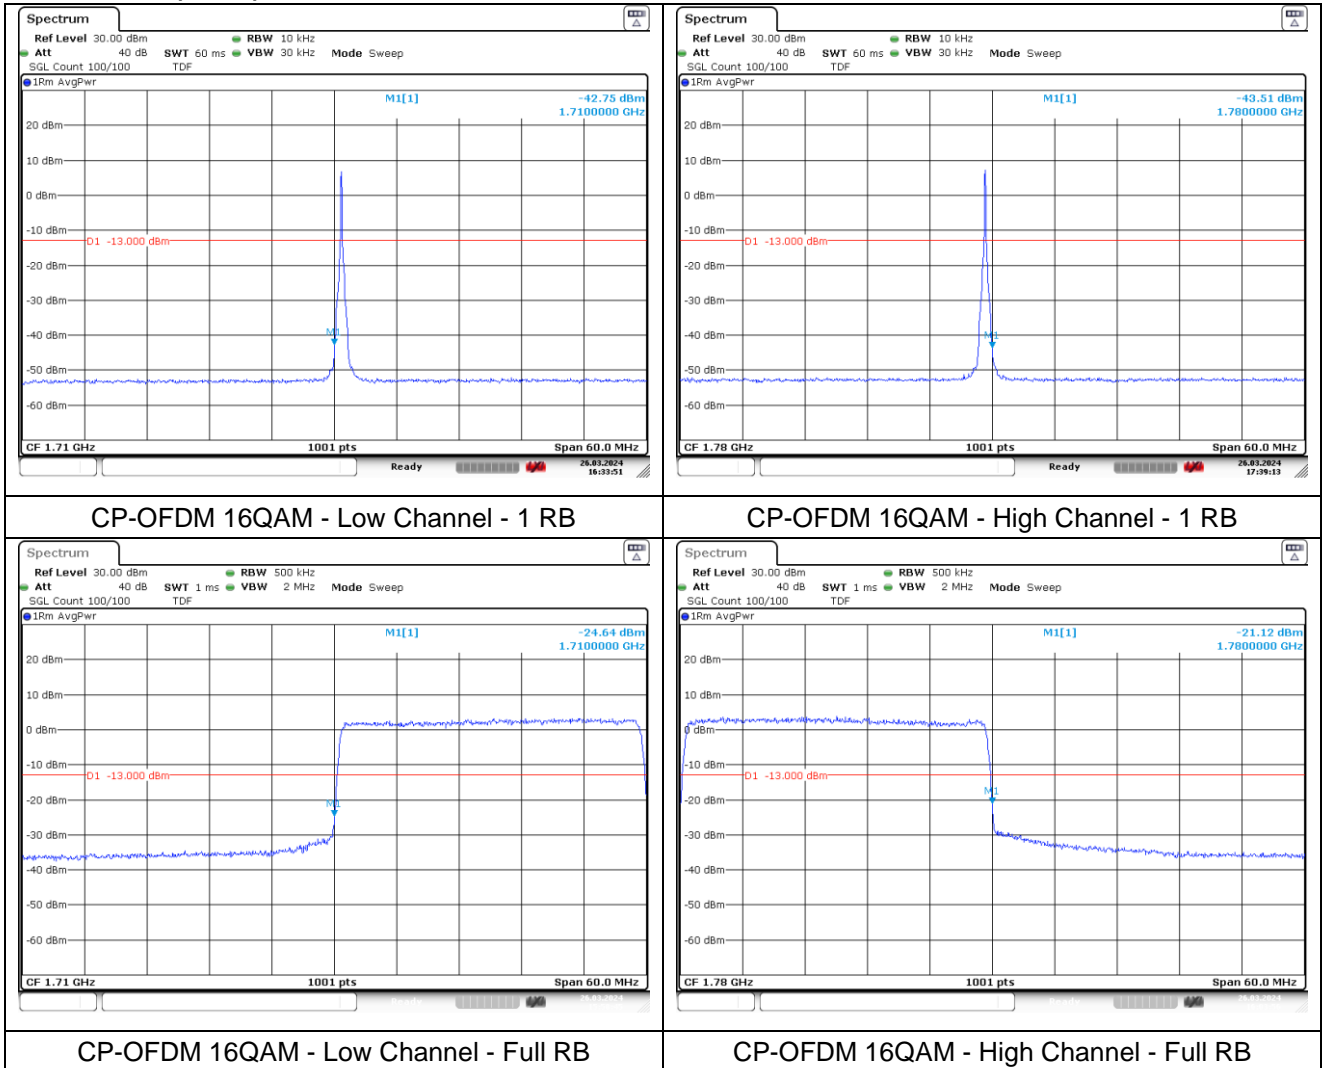 Spectrum
Ref Level 30.00 dBm RBW 10 kHz
Att 40 dB SWT 60 ms VBW 30 kHz Mode Sweep
SGL Count 100/100 TDF
1Rm AvgPwr
M1[1] -42.75 dBm
1.7100000 GHz
20 dBm
10 dBm
0 dBm
-10 dBm
D1 -13.000 dBm
-20 dBm
-30 dBm
-40 dBm
M1
-50 dBm
-60 dBm
CF 1.71 GHz 1001 pts Span 60.0 MHz
Ready 26.03.2024
16:33:51
CP-OFDM 16QAM - Low Channel - 1 RB
Spectrum
Ref Level 30.00 dBm RBW 10 kHz
Att 40 dB SWT 60 ms VBW 30 kHz Mode Sweep
SGL Count 100/100 TDF
1Rm AvgPwr
M1[1] -43.51 dBm
1.7800000 GHz
20 dBm
10 dBm
0 dBm
-10 dBm
D1 -13.000 dBm
-20 dBm
-30 dBm
-40 dBm
M1
-50 dBm
-60 dBm
CF 1.78 GHz 1001 pts Span 60.0 MHz
Ready 26.03.2024
17:39:13
CP-OFDM 16QAM - High Channel - 1 RB
Spectrum
Ref Level 30.00 dBm RBW 500 kHz
Att 40 dB SWT 1 ms VBW 2 MHz Mode Sweep
SGL Count 100/100 TDF
1Rm AvgPwr
M1[1] -24.64 dBm
1.7100000 GHz
20 dBm
10 dBm
0 dBm
-10 dBm
D1 -13.000 dBm
-20 dBm
M1
-30 dBm
-40 dBm
-50 dBm
-60 dBm
CF 1.71 GHz 1001 pts Span 60.0 MHz
Ready 26.03.2024
CP-OFDM 16QAM - Low Channel - Full RB
Spectrum
Ref Level 30.00 dBm RBW 500 kHz
Att 40 dB SWT 1 ms VBW 2 MHz Mode Sweep
SGL Count 100/100 TDF
1Rm AvgPwr
M1[1] -21.12 dBm
1.7800000 GHz
20 dBm
10 dBm
0 dBm
-10 dBm
D1 -13.000 dBm
-20 dBm
M1
-30 dBm
-40 dBm
-50 dBm
-60 dBm
CF 1.78 GHz 1001 pts Span 60.0 MHz
Ready 26.03.2024
CP-OFDM 16QAM - High Channel - Full RB